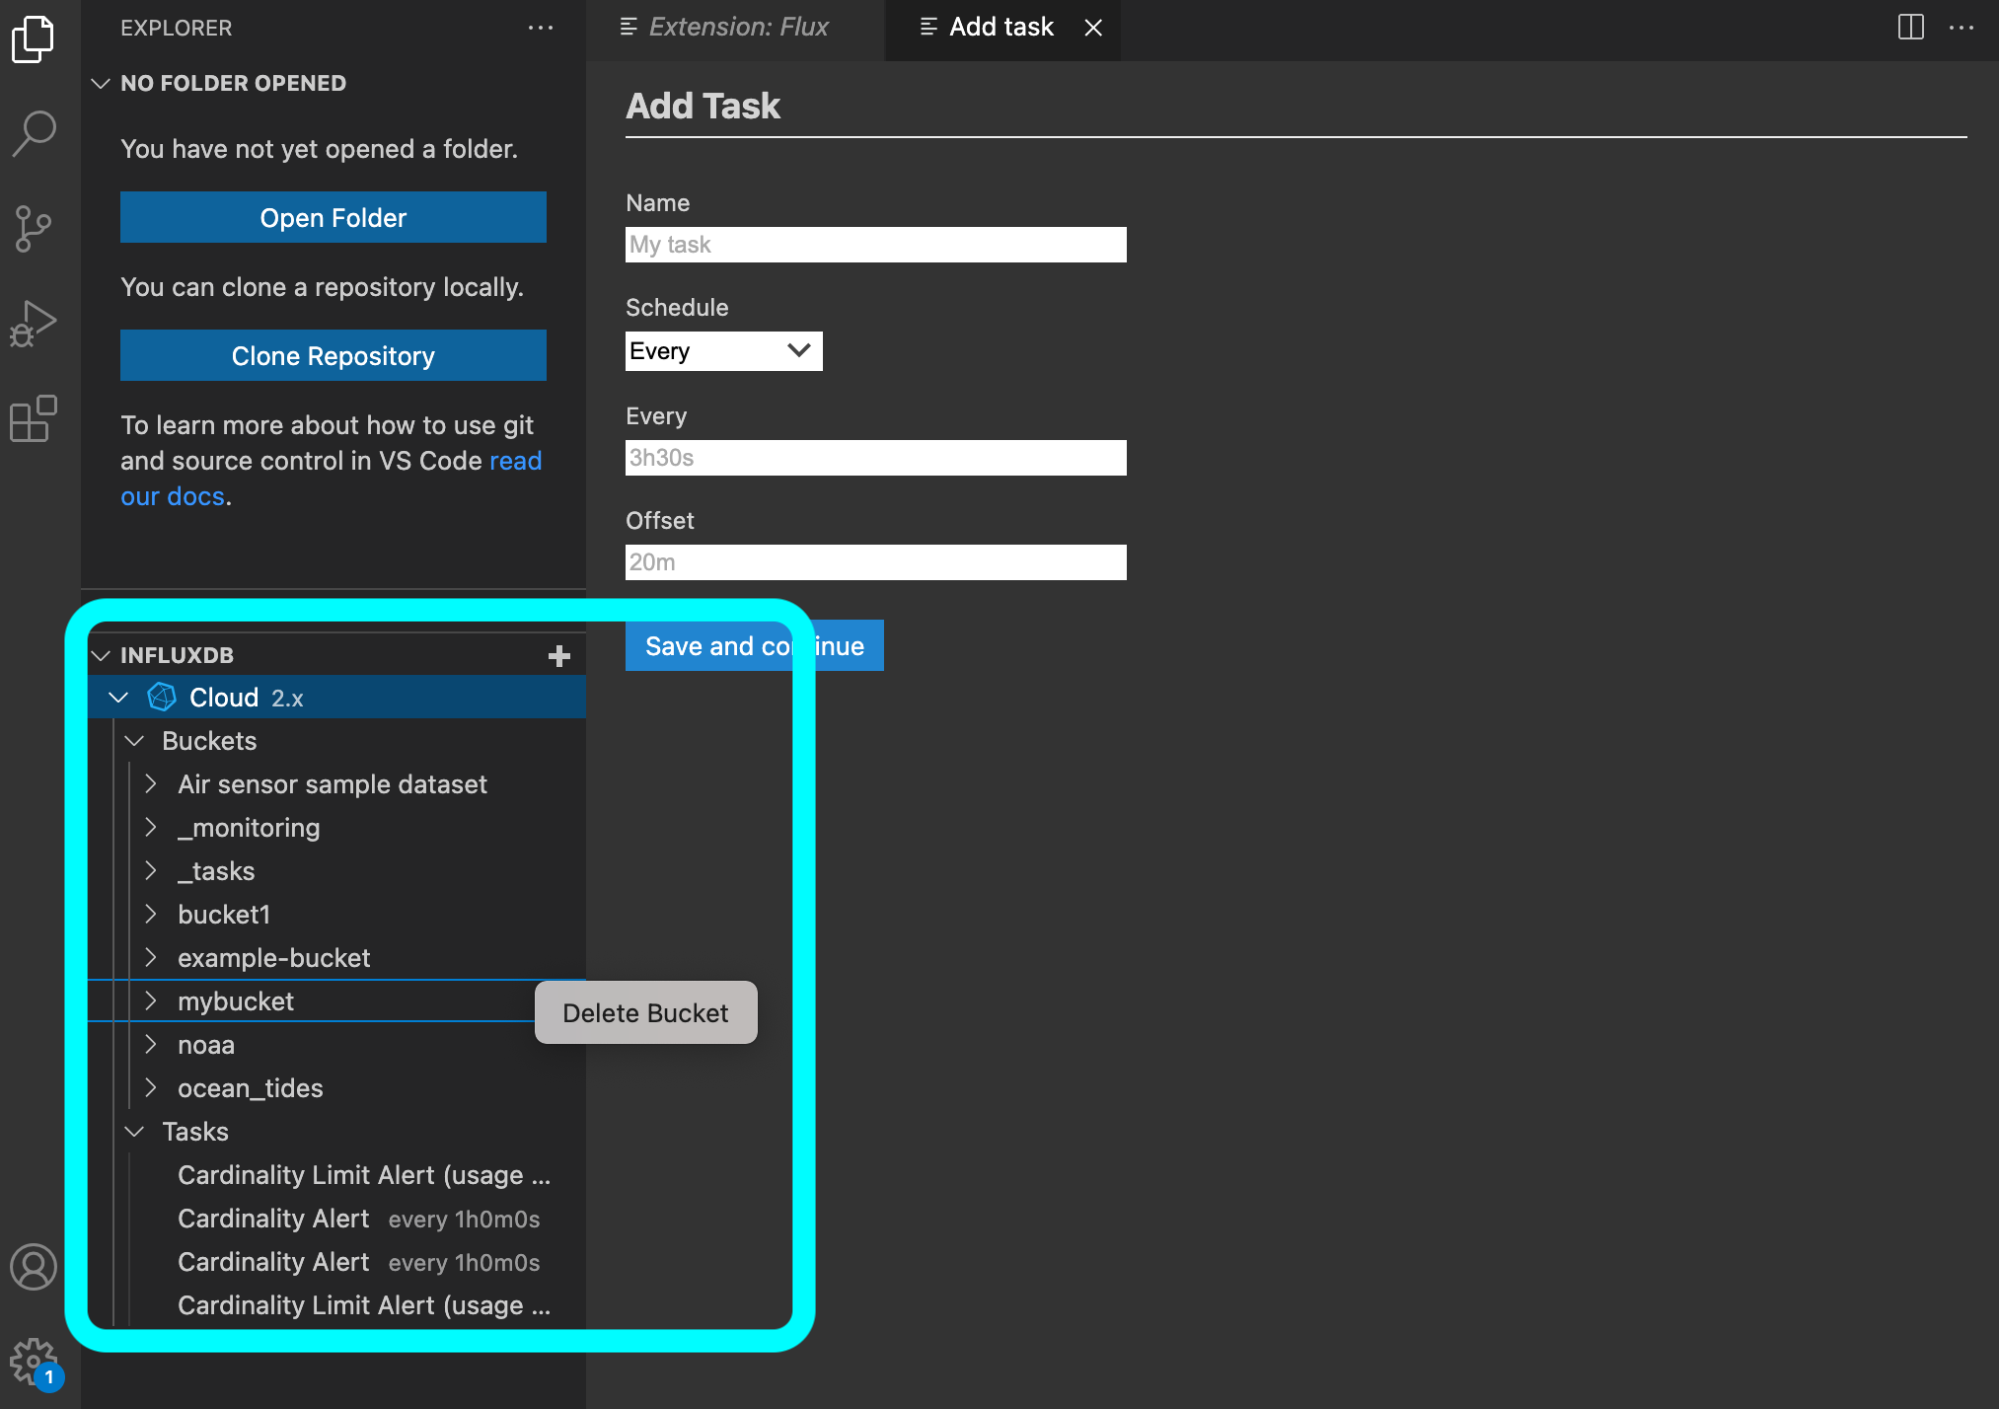 EXPLORER
NO FOLDER OPENED
You have not yet opened a folder.
Open Folder
You can clone a repository locally.
Clone Repository
To learn more about how to use git
and source control in VS Code read
our docs.
INFLUXDB
Cloud 2.x
Buckets
Air sensor sample dataset
_monitoring
_tasks
bucket1
example-bucket
mybucket
noaa
ocean_tides
Tasks
Cardinality Limit Alert (usage ...
Cardinality Alert every 1h0m0s
Cardinality Alert every 1h0m0s
Cardinality Limit Alert (usage ...
1
Delete Bucket
Extension: Flux
Add task
Add Task
Name
My task
Schedule
Every
Every
3h30s
Offset
20m
Save and co inue